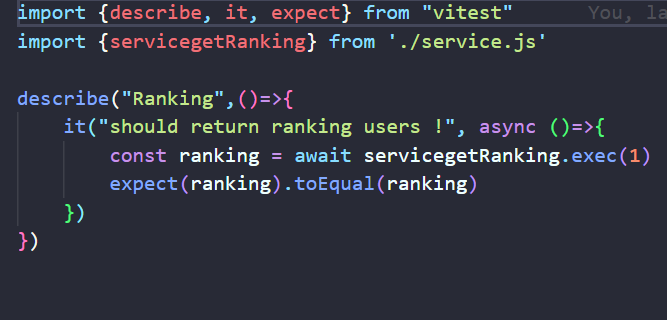 import {describe, it, expect} from "vitest" You, la
import {servicegetRanking} from './service.js'
describe("Ranking",()=>{
it("should return ranking users !", async ()=>{
const ranking = await servicegetRanking.exec(1)
expect(ranking).toEqual(ranking)
})
})